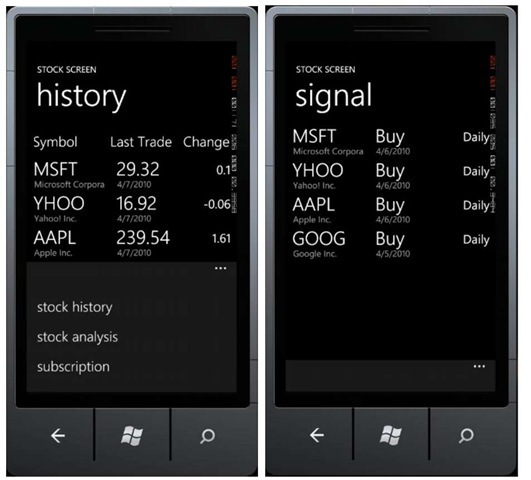 STOCK SCREEN
history
Symbol Last Trade Change
MSFT 29.32 0.1
Microsoft Corpora 4/7/2010
YHOO 16.92 -0.06
Yahoo! Inc. 4/7/2010
AAPL 239.54 1.61
Apple Inc. 4/7/2010
...
stock history
stock analysis
subscription
STOCK SCREEN
signal
MSFT Buy Daily
Microsoft Corpora 4/6/2010
YHOO Buy Daily
Yahoo! Inc. 4/6/2010
AAPL Buy Daily
Apple Inc. 4/6/2010
GOOG Buy Daily
Google Inc. 4/5/2010
...